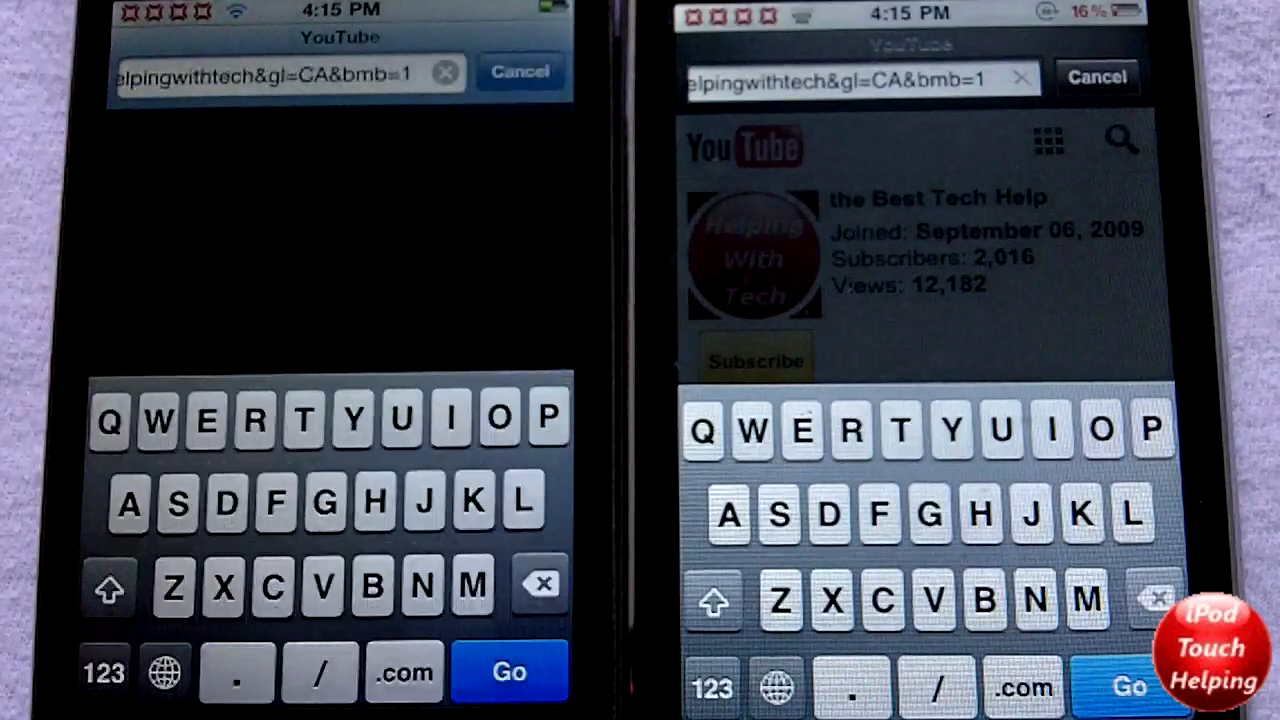 4:15 PM
YouTube
elpingwithtech&gl=CA&bmb=1
Cancel
Q W E R T Y U I O P
A S D F G H J K L
Z X C V B N M
123 . / .com Go
4:15 PM 16%
YouTube
elpingwithtech&gl=CA&bmb=1
Cancel
YouTube
Helping
With
Tech
the Best Tech Help
Joined: September 06, 2009
Subscribers: 2,016
Views: 12,182
Subscribe
Q W E R T Y U I O P
A S D F G H J K L
Z X C V B N M
123 . / .com Go
iPod
Touch
Helping